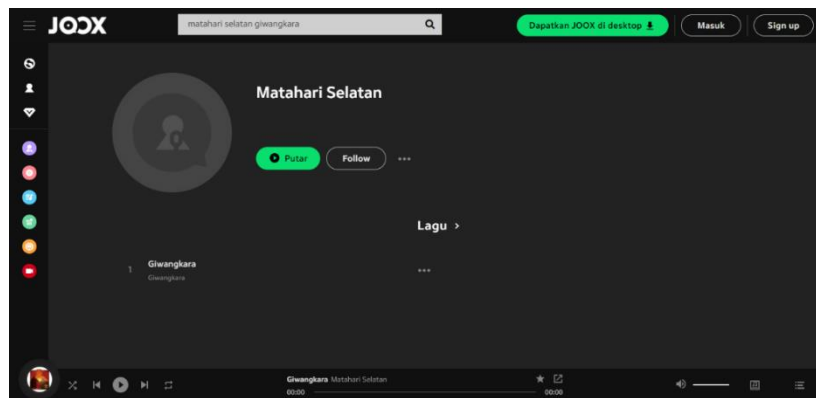 JOOX
matahari selatan giwangkara
Dapatkan JOOX di desktop
Masuk
Sign up
Matahari Selatan
Putar
Follow
Lagu >
1 Giwangkara
Giwangkara
Giwangkara Matahari Selatan
00:00
00:00